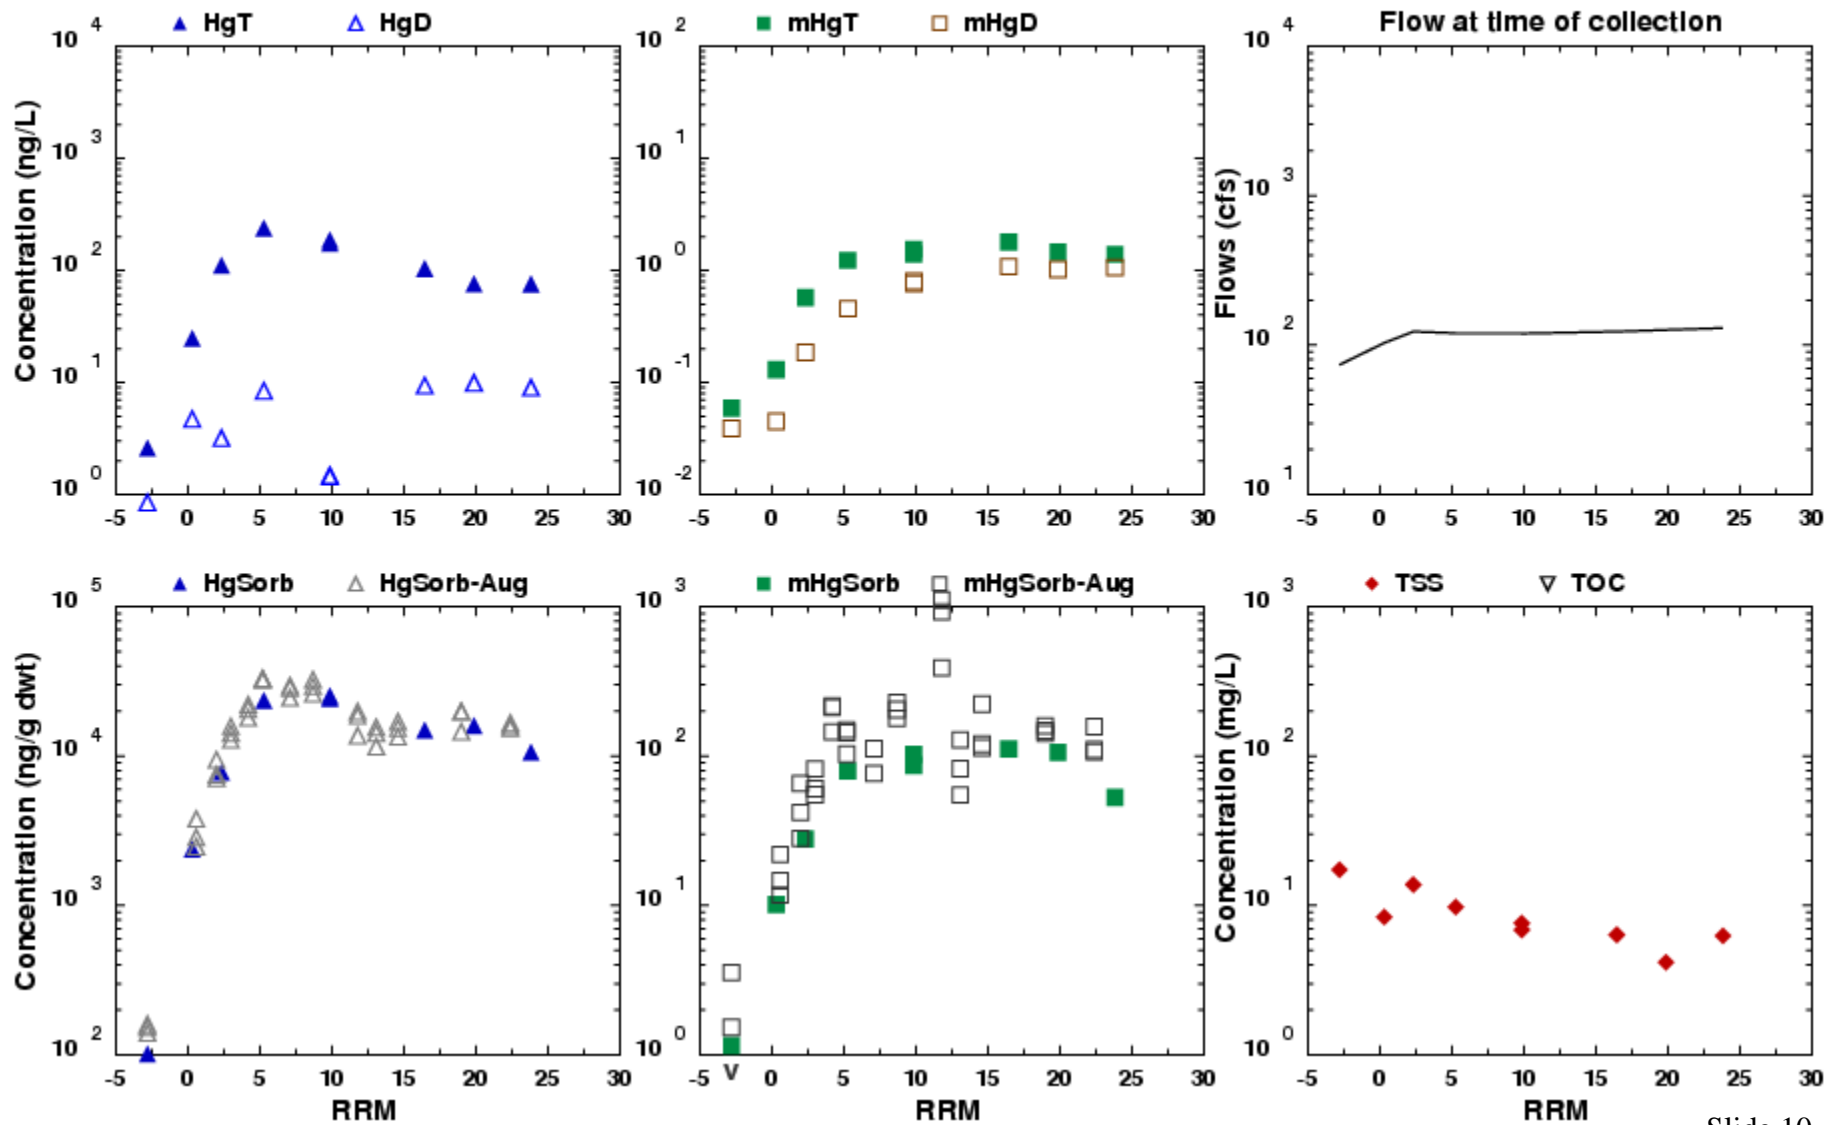 HgT HgD
mHgT mHgD
Flow at time of collection
Concentration (ng/L)
10 4
10 3
10 2
10 1
10 0
-5 0 5 10 15 20 25 30
10 2
10 1
10 0
10 -1
10 -2
-5 0 5 10 15 20 25 30
Flows (cfs)
10 4
10 3
10 2
10 1
-5 0 5 10 15 20 25 30
HgSorb HgSorb-Aug
mHgSorb mHgSorb-Aug
TSS TOC
Concentration (ng/g dwt)
10 5
10 4
10 3
10 2
-5 0 5 10 15 20 25 30
RRM
10 3
10 2
10 1
10 0
V
-5 0 5 10 15 20 25 30
RRM
Concentration (mg/L)
10 3
10 2
10 1
10 0
-5 0 5 10 15 20 25 30
RRM
Slide 10